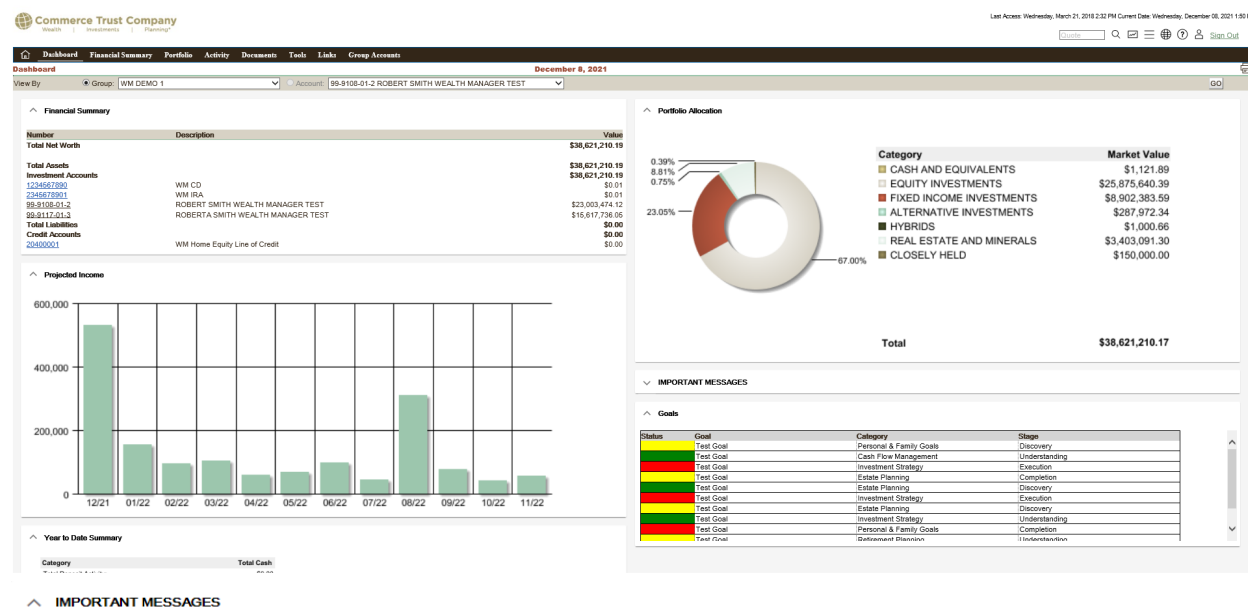 Last Access: Wednesday, March 21, 2018 2:32 PM Current Date: Wednesday, December 08, 2021 1:50
Commerce Trust Company
Wealth | Investments | Planning
Quote Sign Out
Dashboard Financial Summary Portfolio Activity Documents Tools Links Group Accounts
Dashboard December 8, 2021
View By Group: WM DEMO 1 Account: 99-9108-01-2 ROBERT SMITH WEALTH MANAGER TEST GO
Financial Summary
Number Description Value
Total Net Worth $38,621,210.19
Total Assets $38,621,210.19
Investment Accounts $38,621,210.19
1234567890 WM CD $0.01
2345678901 WM IRA $0.01
99-9108-01-2 ROBERT SMITH WEALTH MANAGER TEST $23,003,474.12
99-9117-01-3 ROBERTA SMITH WEALTH MANAGER TEST $15,617,736.05
Total Liabilities $0.00
Credit Accounts $0.00
20400001 WM Home Equity Line of Credit $0.00
Projected Income
600,000
400,000
200,000
0
12/21 01/22 02/22 03/22 04/22 05/22 06/22 07/22 08/22 09/22 10/22 11/22
Year to Date Summary
Category Total Cash
Portfolio Allocation
0.39%
8.81%
0.75%
23.05%
67.00%
Category Market Value
CASH AND EQUIVALENTS $1,121.89
EQUITY INVESTMENTS $25,875,640.39
FIXED INCOME INVESTMENTS $8,902,383.59
ALTERNATIVE INVESTMENTS $287,972.34
HYBRIDS $1,000.66
REAL ESTATE AND MINERALS $3,403,091.30
CLOSELY HELD $150,000.00
Total $38,621,210.17
IMPORTANT MESSAGES
Goals
Status Goal Category Stage
Test Goal Personal & Family Goals Discovery
Test Goal Cash Flow Management Understanding
Test Goal Investment Strategy Execution
Test Goal Estate Planning Completion
Test Goal Estate Planning Discovery
Test Goal Investment Strategy Execution
Test Goal Estate Planning Discovery
Test Goal Investment Strategy Understanding
Test Goal Personal & Family Goals Completion
Test Goal Retirement Planning Understanding
IMPORTANT MESSAGES